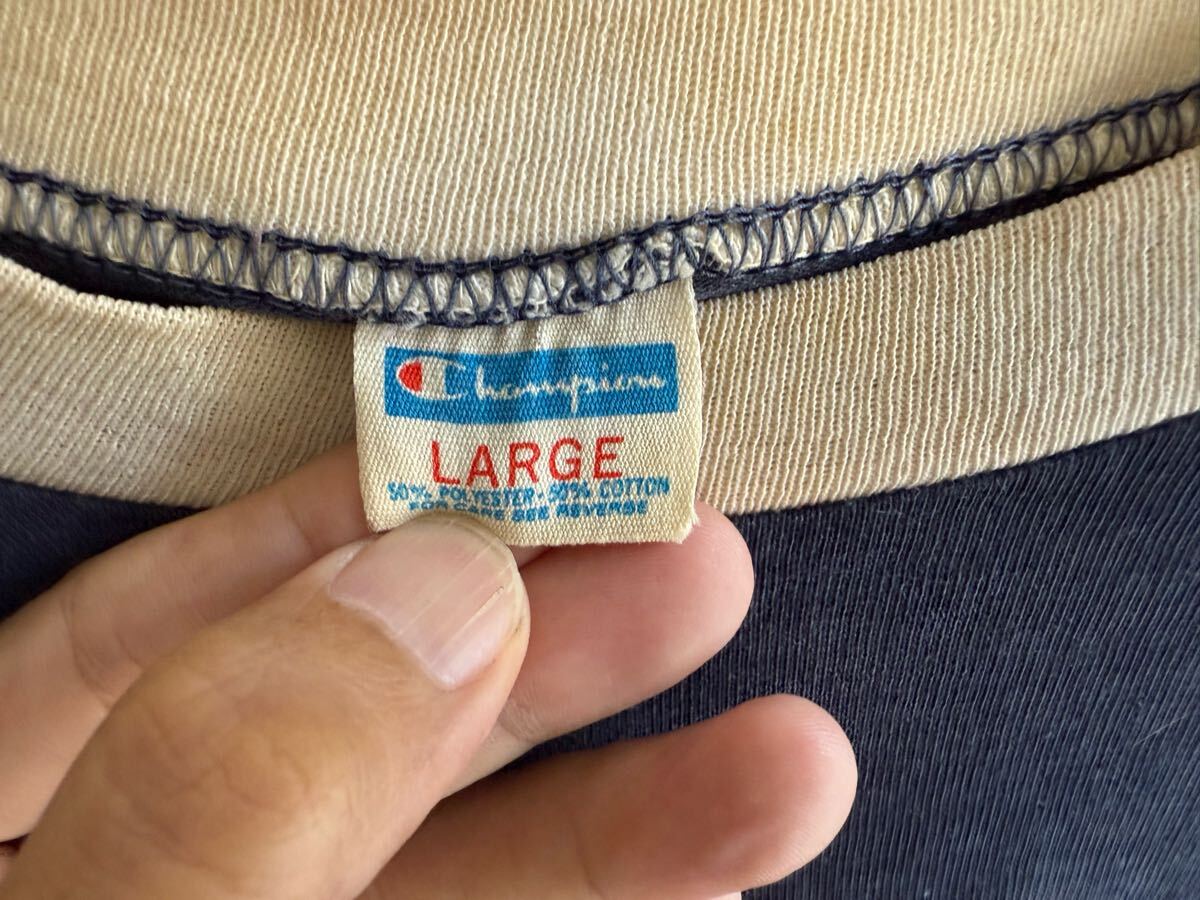 Champion
LARGE
50% POLYESTER - 50% COTTON
FOR CARE SEE REVERSE